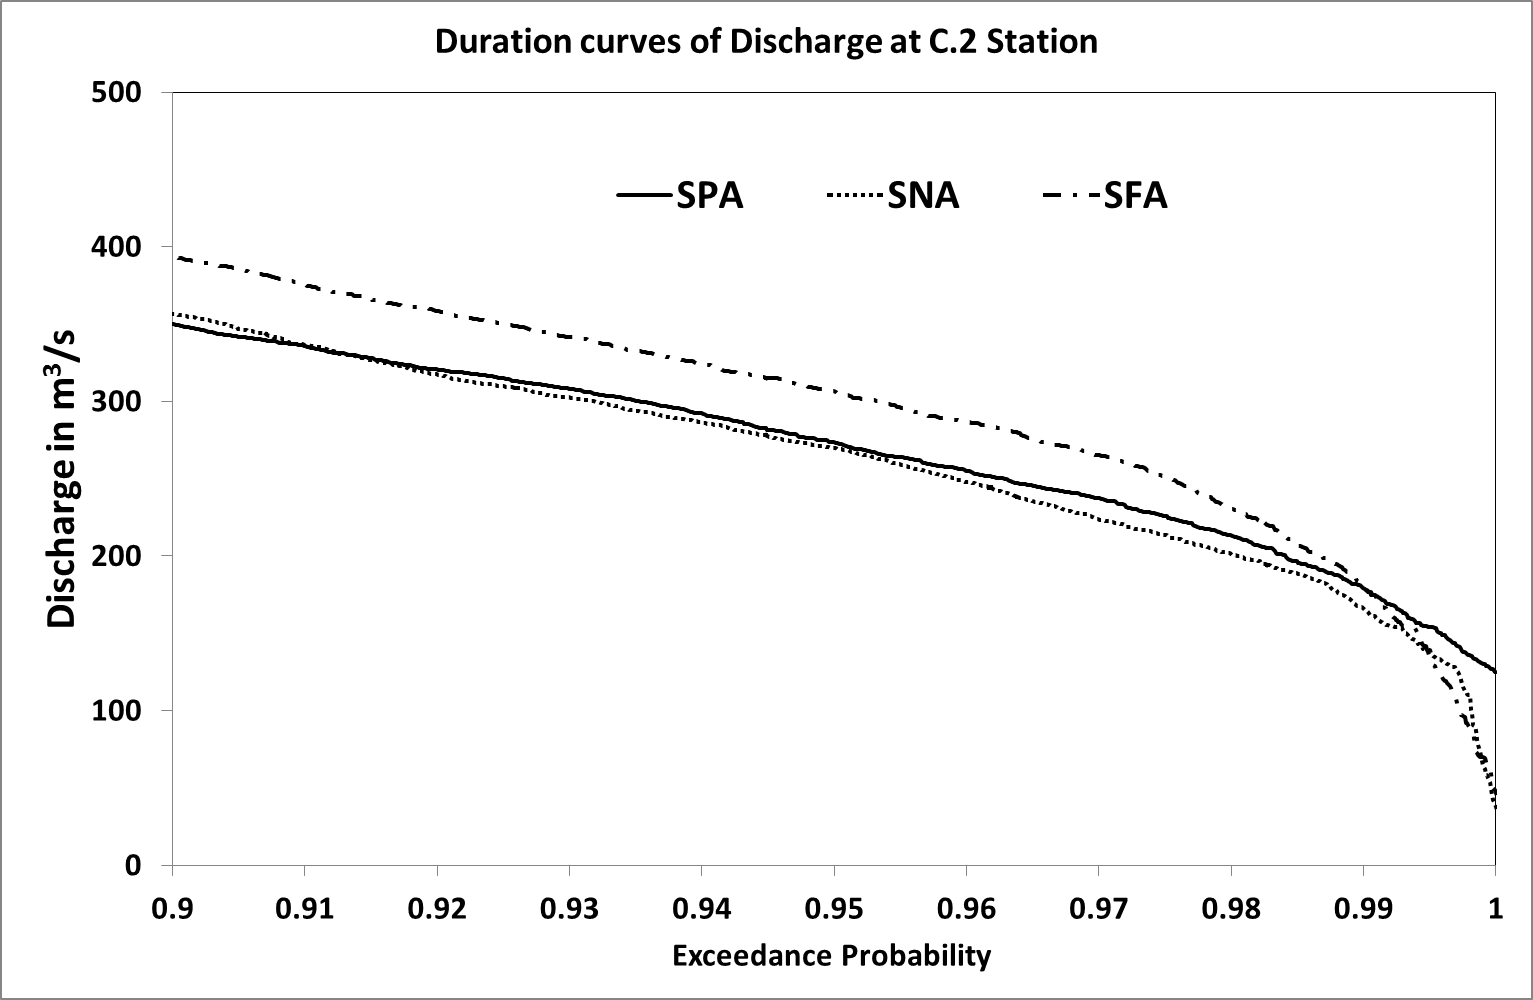 Duration curves of Discharge at C.2 Station
500
400
300
200
100
0
Discharge in m³/s
SPA SNA SFA
0.9 0.91 0.92 0.93 0.94 0.95 0.96 0.97 0.98 0.99 1
Exceedance Probability